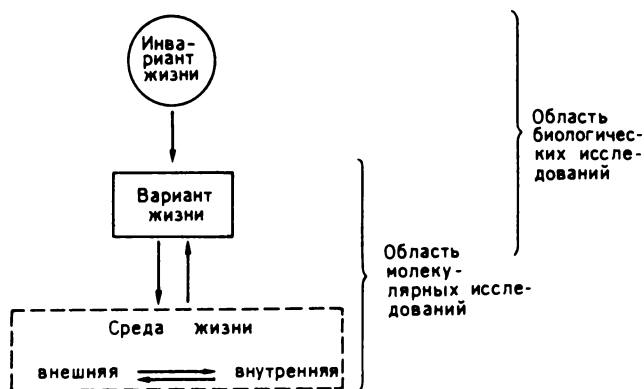 Инва-
риант
жизни
Область
биологичес-
ких иссле-
дований
Вариант
жизни
Область
молеку-
лярных иссле-
дований
Среда жизни
внешняя внутренняя